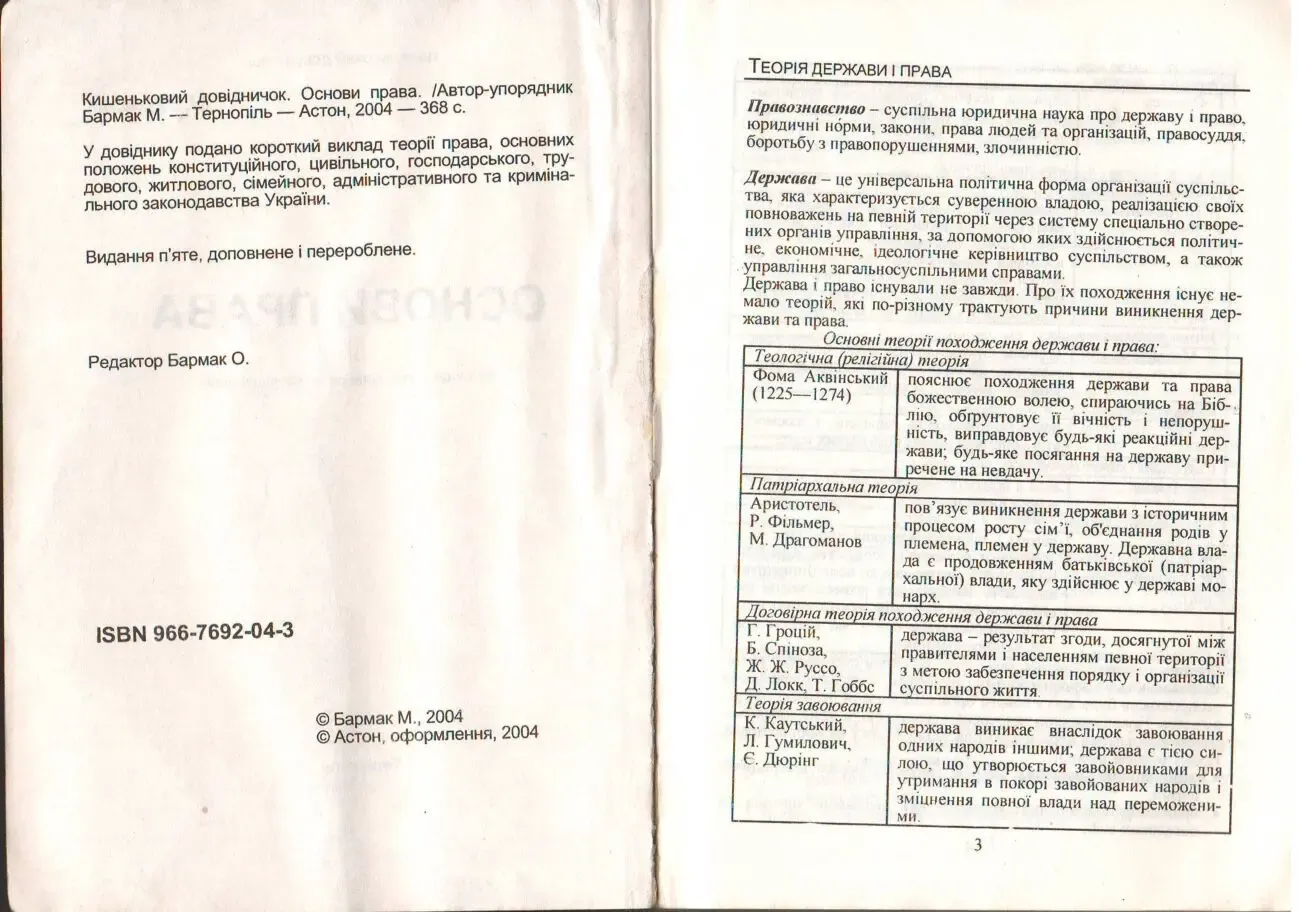 Кишеньковий довідничок. Основи права. /Автор-упорядник
Бармак М. — Тернопіль — Астон, 2004 — 368 с.
У довіднику подано короткий виклад теорії права, основних
положень конституційного, цивільного, господарського, тру-
дового, житлового, сімейного, адміністративного та криміна-
льного законодавства України.
Видання п'яте, доповнене і перероблене.
Редактор Бармак О.
ISBN 966-7692-04-3
© Бармак М., 2004
© Астон, оформлення, 2004
ТЕОРІЯ ДЕРЖАВИ І ПРАВА
Правознавство – суспільна юридична наука про державу і право,
юридичні норми, закони, права людей та організацій, правосуддя,
боротьбу з правопорушеннями, злочинністю.
Держава – це універсальна політична форма організації суспільс-
тва, яка характеризується суверенною владою, реалізацією своїх
повноважень на певній території через систему спеціально створе-
них органів управління, за допомогою яких здійснюється політич-
не, економічне, ідеологічне керівництво суспільством, а також
управління загальносуспільними справами.
Держава і право існували не завжди. Про їх походження існує не-
мало теорій, які по-різному трактують причини виникнення дер-
жави та права.
Основні теорії походження держави і права:
Теологічна (релігійна) теорія
Фома Аквінський
(1225—1274)
пояснює походження держави та права
божественною волею, спираючись на Біб-
лію, обґрунтовує її вічність і непоруш-
ність, виправдовує будь-які реакційні дер-
жави; будь-яке посягання на державу при-
речене на невдачу.
Патріархальна теорія
Аристотель,
Р. Фільмер,
М. Драгоманов
пов’язує виникнення держави з історичним
процесом росту сім’ї, об'єднання родів у
племена, племен у державу. Державна вла-
да є продовженням батьківської (патріар-
хальної) влади, яку здійснює у державі мо-
нарх.
Договірна теорія походження держави і права
Г. Гроцій,
Б. Спіноза,
Ж. Ж. Руссо,
Д. Локк, Т. Гоббс
держава – результат згоди, досягнутої між
правителями і населенням певної території
з метою забезпечення порядку і організації
суспільного життя.
Теорія завоювання
К. Каутський,
Л. Гумилович,
Є. Дюрінг
держава виникає внаслідок завоювання
одних народів іншими; держава є тією си-
лою, що утворюється завойовниками для
утримання в покорі завойованих народів і
зміцнення повної влади над переможени-
ми.
3